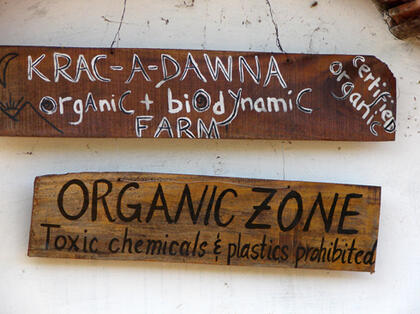 KRAC-A-DAWNA
organic + biodynamic
FARM
certified
organic
ORGANIC ZONE
Toxic chemicals & plastics prohibited